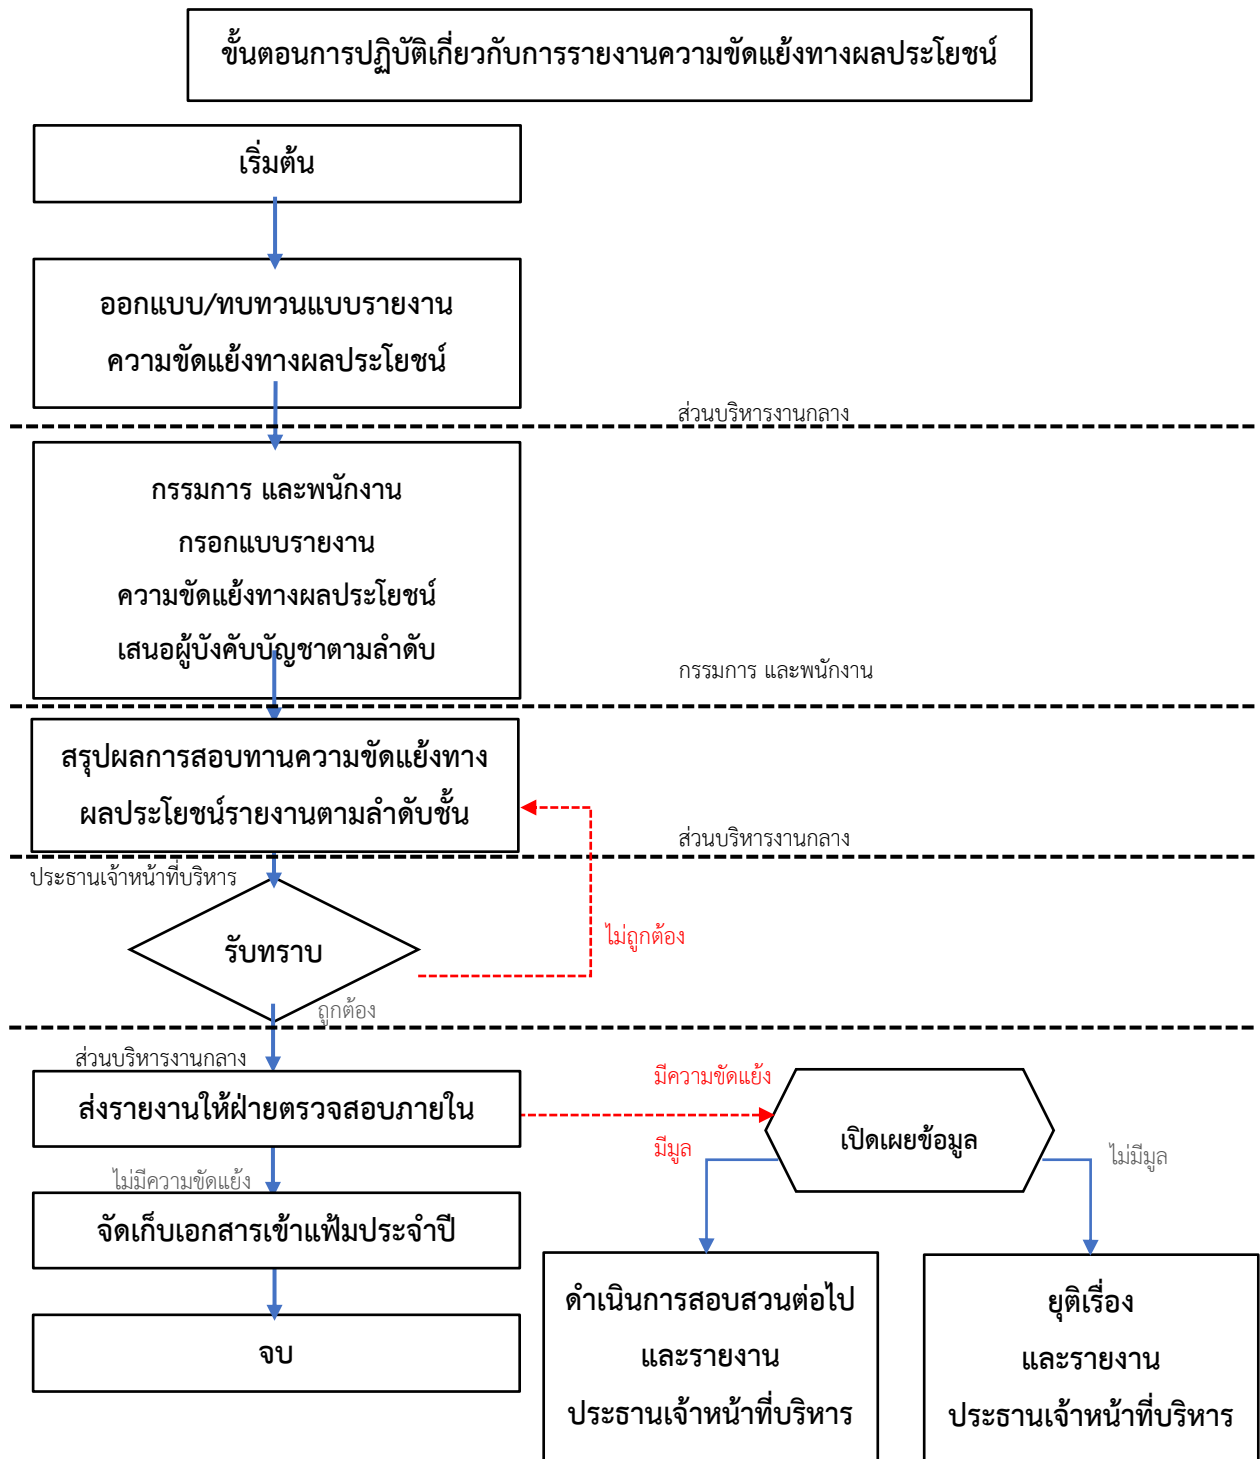 ขั้นตอนการปฏิบัติเกี่ยวกับการรายงานความขัดแย้งทางผลประโยชน์
เริ่มต้น
ออกแบบ/ทบทวนแบบรายงาน
ความขัดแย้งทางผลประโยชน์
ส่วนบริหารงานกลาง
กรรมการ และพนักงาน
กรอกแบบรายงาน
ความขัดแย้งทางผลประโยชน์
เสนอผู้บังคับบัญชาตามลำดับ
กรรมการ และพนักงาน
สรุปผลการสอบทานความขัดแย้งทาง
ผลประโยชน์รายงานตามลำดับชั้น
ส่วนบริหารงานกลาง
ประธานเจ้าหน้าที่บริหาร
รับทราบ
ไม่ถูกต้อง
ถูกต้อง
ส่วนบริหารงานกลาง
ส่งรายงานให้ฝ่ายตรวจสอบภายใน
มีความขัดแย้ง
เปิดเผยข้อมูล
มีมูล
ไม่มีมูล
ไม่มีความขัดแย้ง
จัดเก็บเอกสารเข้าแฟ้มประจำปี
จบ
ดำเนินการสอบสวนต่อไป
และรายงาน
ประธานเจ้าหน้าที่บริหาร
ยุติเรื่อง
และรายงาน
ประธานเจ้าหน้าที่บริหาร